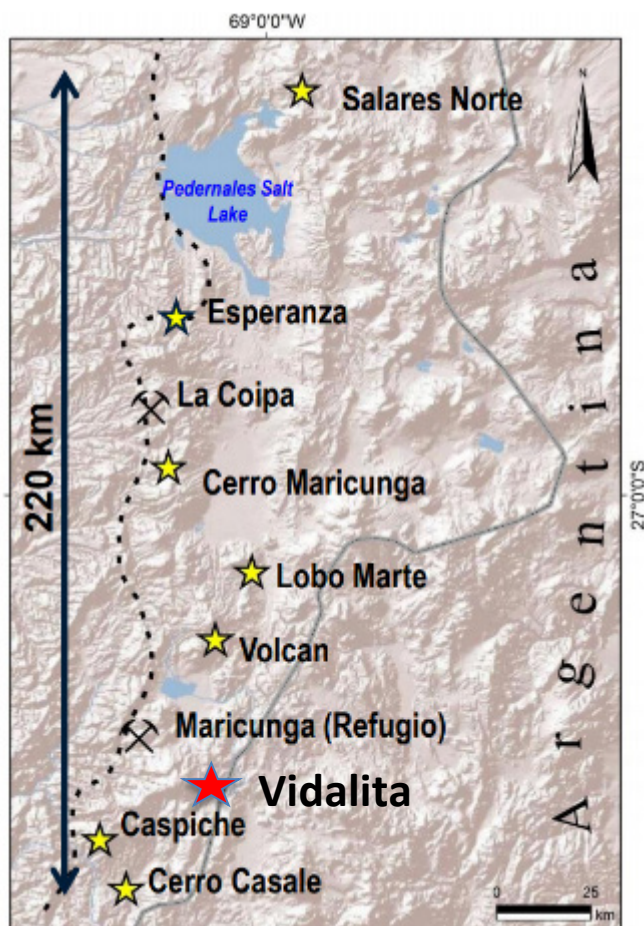 69°0'0"W
N
Salares Norte
Pedernales Salt
Lake
Esperanza
La Coipa
220 km
Cerro Maricunga
27°0'0"S
Argentina
Lobo Marte
Volcan
Maricunga (Refugio)
Vidalita
Caspiche
Cerro Casale
0 25
km